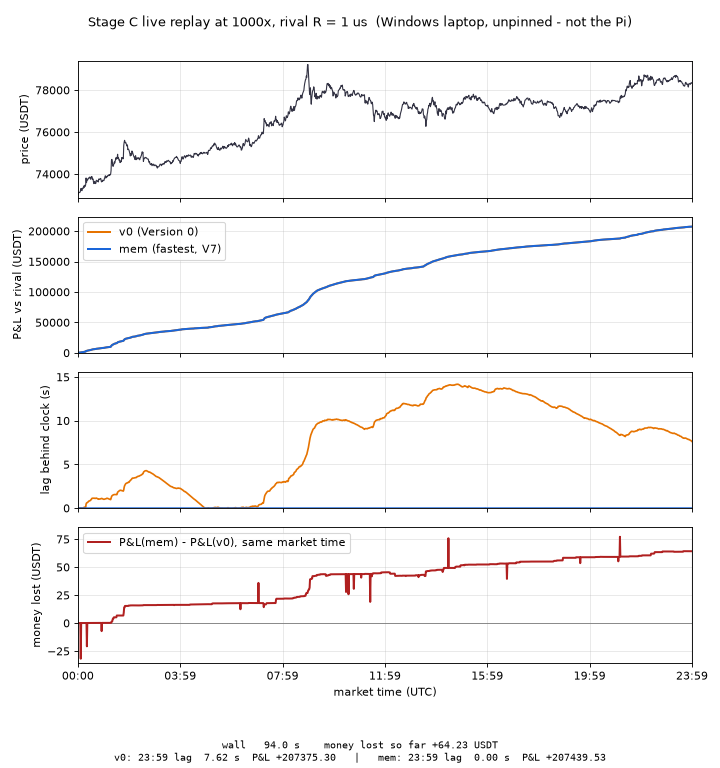 Stage C live replay at 1000x, rival R = 1 us  (Windows laptop, unpinned - not the Pi)
78000
76000
74000
price (USDT)
v0 (Version 0)
mem (fastest, V7)
200000
150000
100000
50000
0
P&L vs rival (USDT)
15
10
5
0
lag behind clock (s)
P&L(mem) - P&L(v0), same market time
75
50
25
0
−25
money lost (USDT)
00:00 03:59 07:59 11:59 15:59 19:59 23:59
market time (UTC)
wall   94.0 s    money lost so far +64.23 USDT
v0: 23:59 lag  7.62 s  P&L +207375.30   |   mem: 23:59 lag  0.00 s  P&L +207439.53